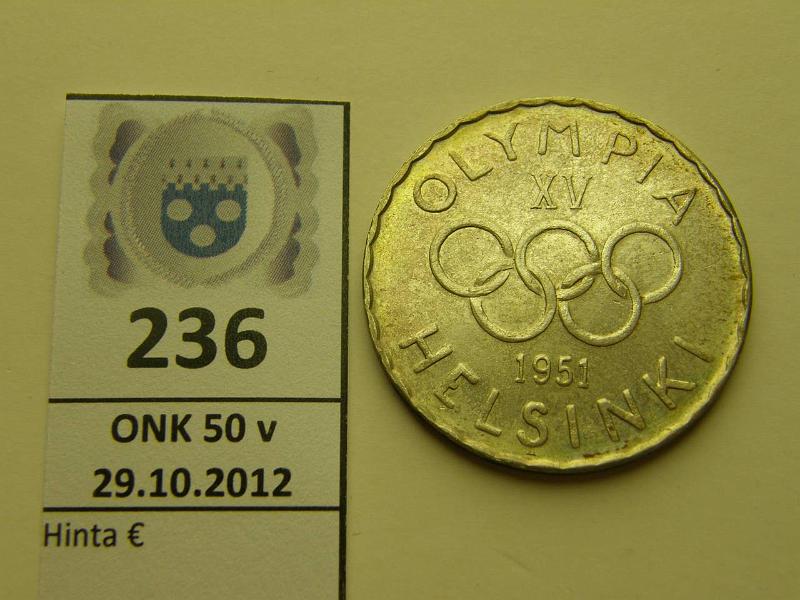 236
ONK 50 v
29.10.2012
Hinta €
OLYMPIA
XV
1951
HELSINKI